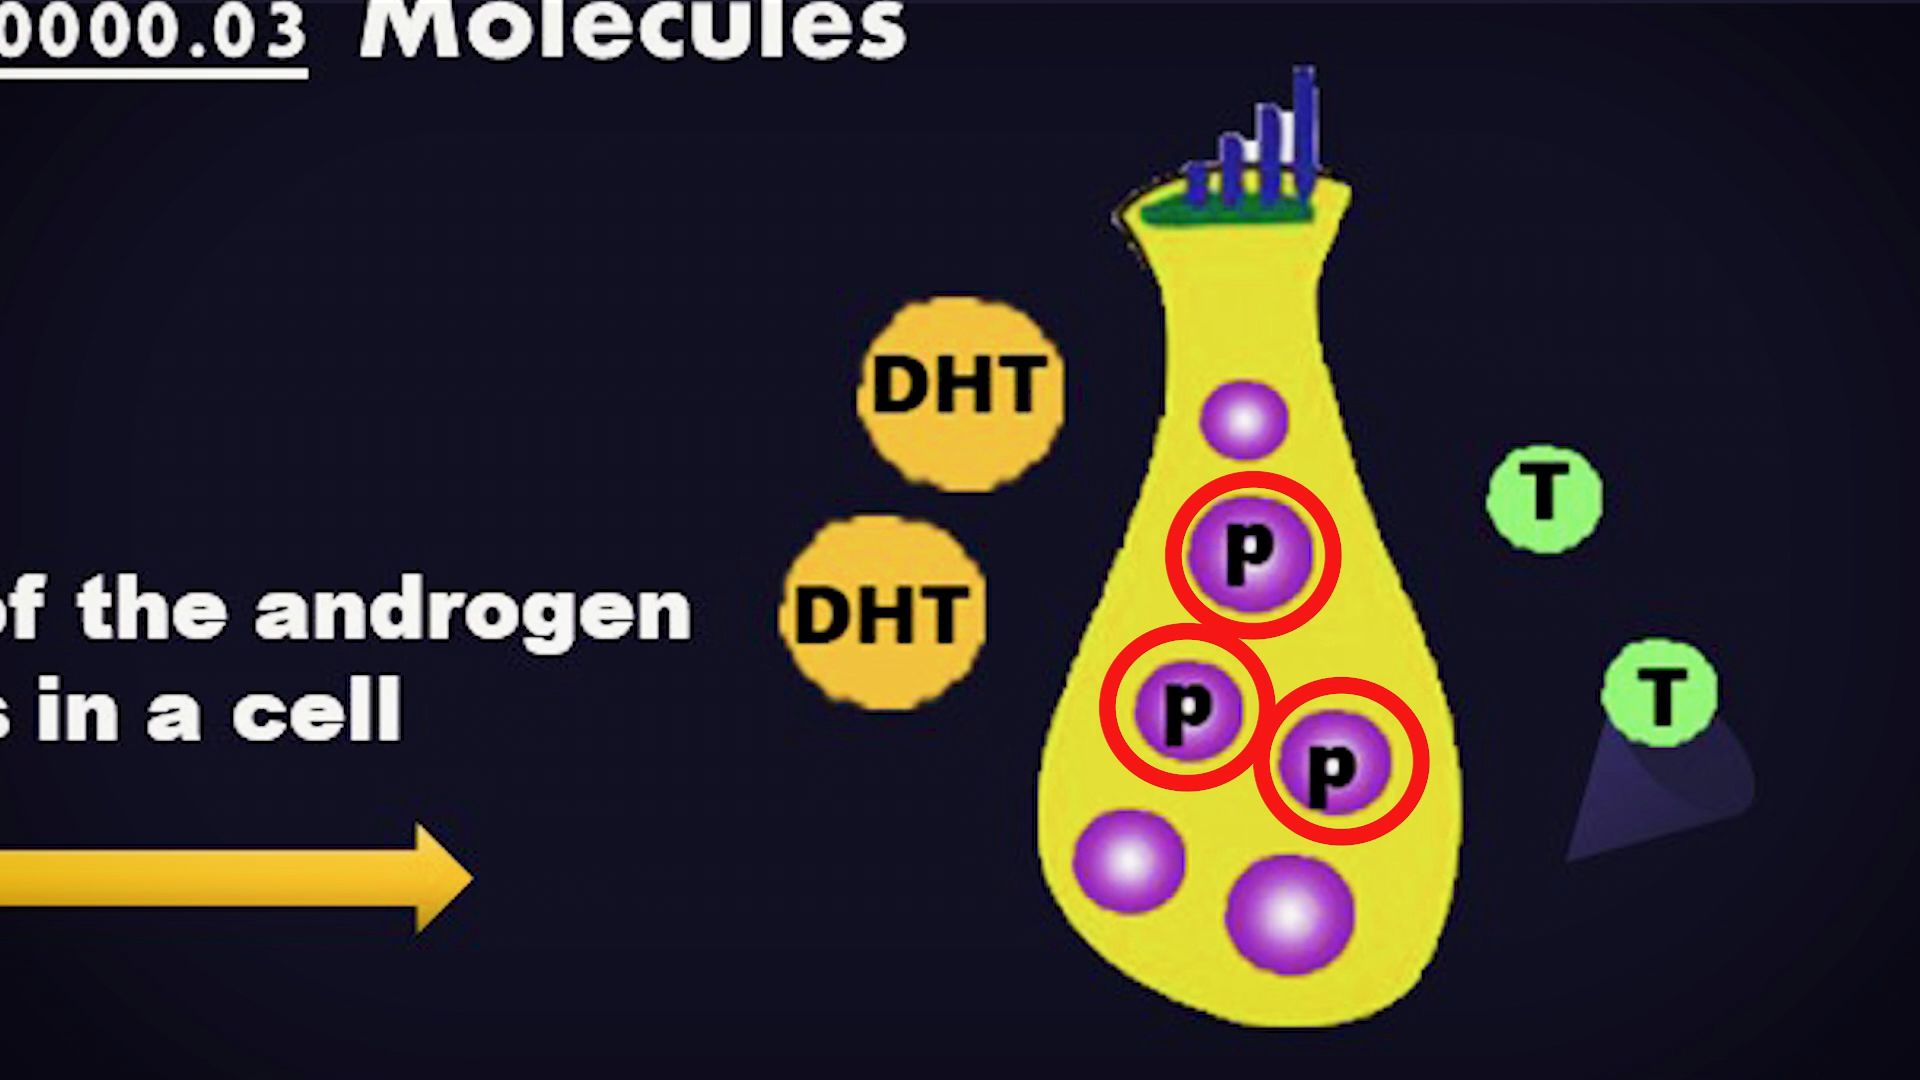 0000.03 Molecules
DHT
T
p
DHT
of the androgen
T
p
in a cell
p